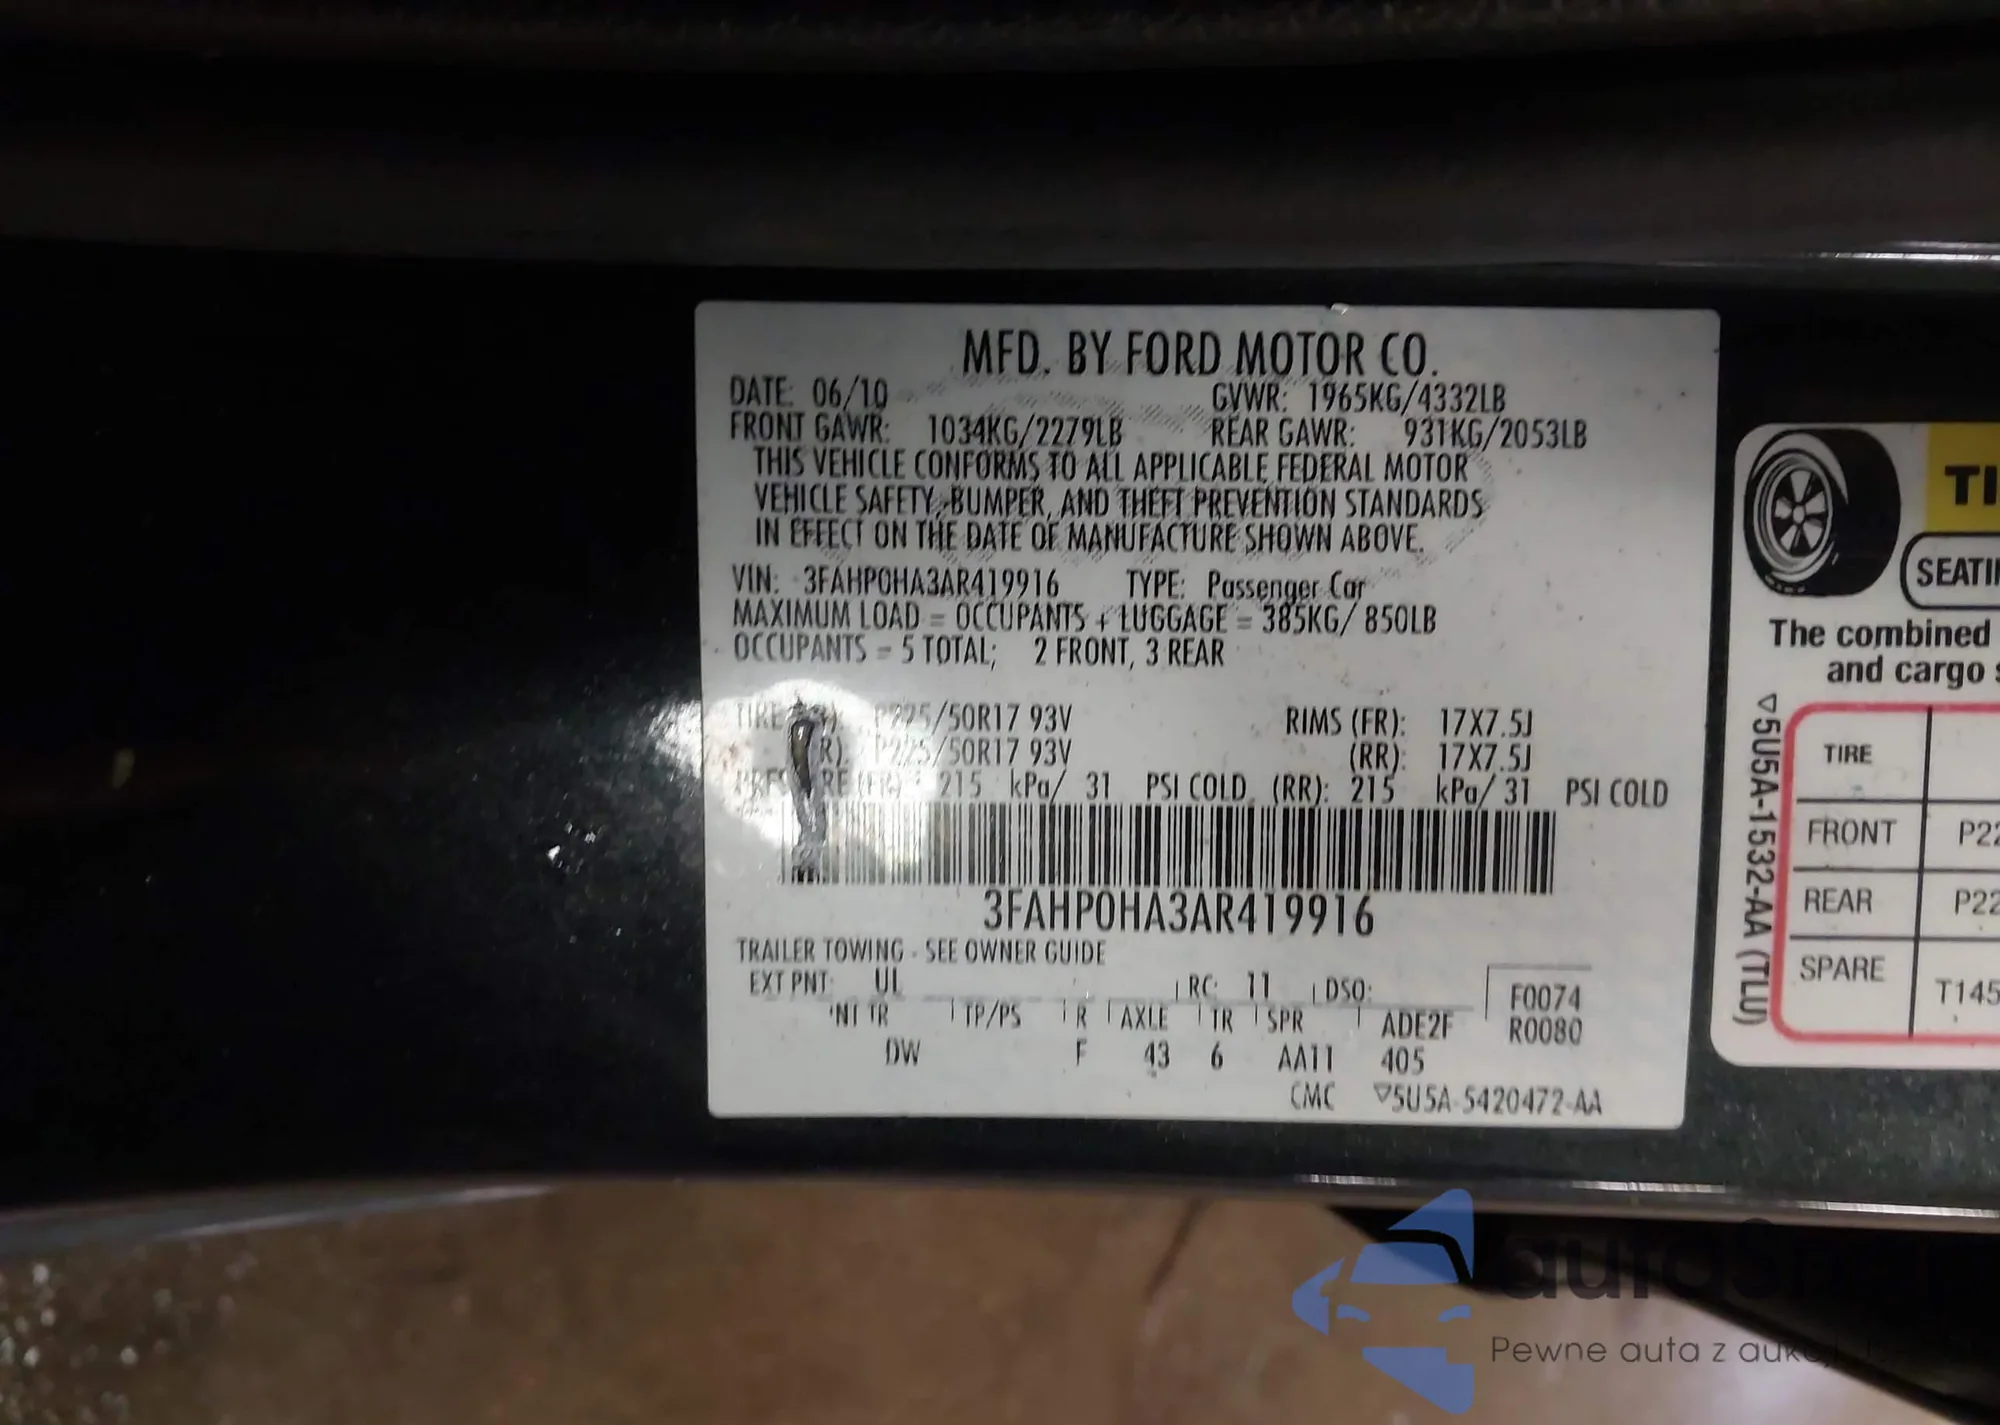 MFD. BY FORD MOTOR CO.
DATE: 06/10 GVWR: 1965KG/4332LB
FRONT GAWR: 1034KG/2279LB REAR GAWR: 931KG/2053LB
THIS VEHICLE CONFORMS TO ALL APPLICABLE FEDERAL MOTOR
VEHICLE SAFETY, BUMPER, AND THEFT PREVENTION STANDARDS
IN EFFECT ON THE DATE OF MANUFACTURE SHOWN ABOVE.
VIN: 3FAHP0HA3AR419916 TYPE: Passenger Car
MAXIMUM LOAD = OCCUPANTS + LUGGAGE = 385KG/ 850LB
OCCUPANTS = 5 TOTAL; 2 FRONT, 3 REAR
TIRE P225/50R17 93V RIMS (FR): 17X7.5J
P225/50R17 93V (RR): 17X7.5J
(FR) 215 kPa/ 31 PSI COLD (RR): 215 kPa/ 31 PSI COLD
3FAHP0HA3AR419916
TRAILER TOWING - SEE OWNER GUIDE
EXT PNT: UL RC: 11 DSO:
F0074
INT TR TP/PS R AXLE TR SPR ADE2F R0080
DW F 43 6 AA11 405
CMC ▽5U5A-5420472-AA
TI
SEATI
The combined
and cargo
▽5U5A-1532-AA (TLU)
TIRE
FRONT P22
REAR P22
SPARE T145
Pewne auta z